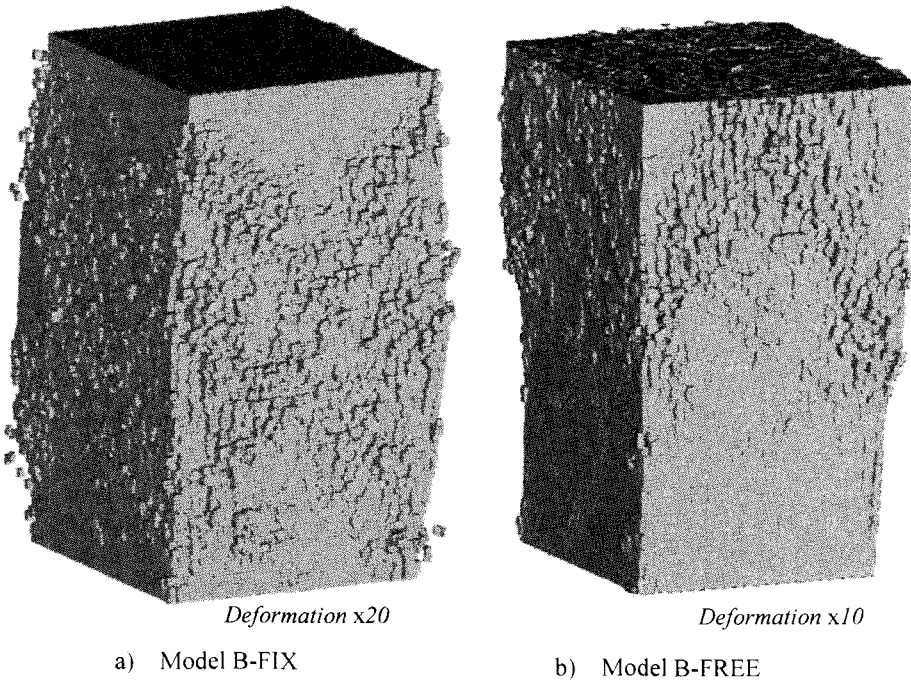 Deformation x20
Deformation x10
a) Model B-FIX
b) Model B-FREE